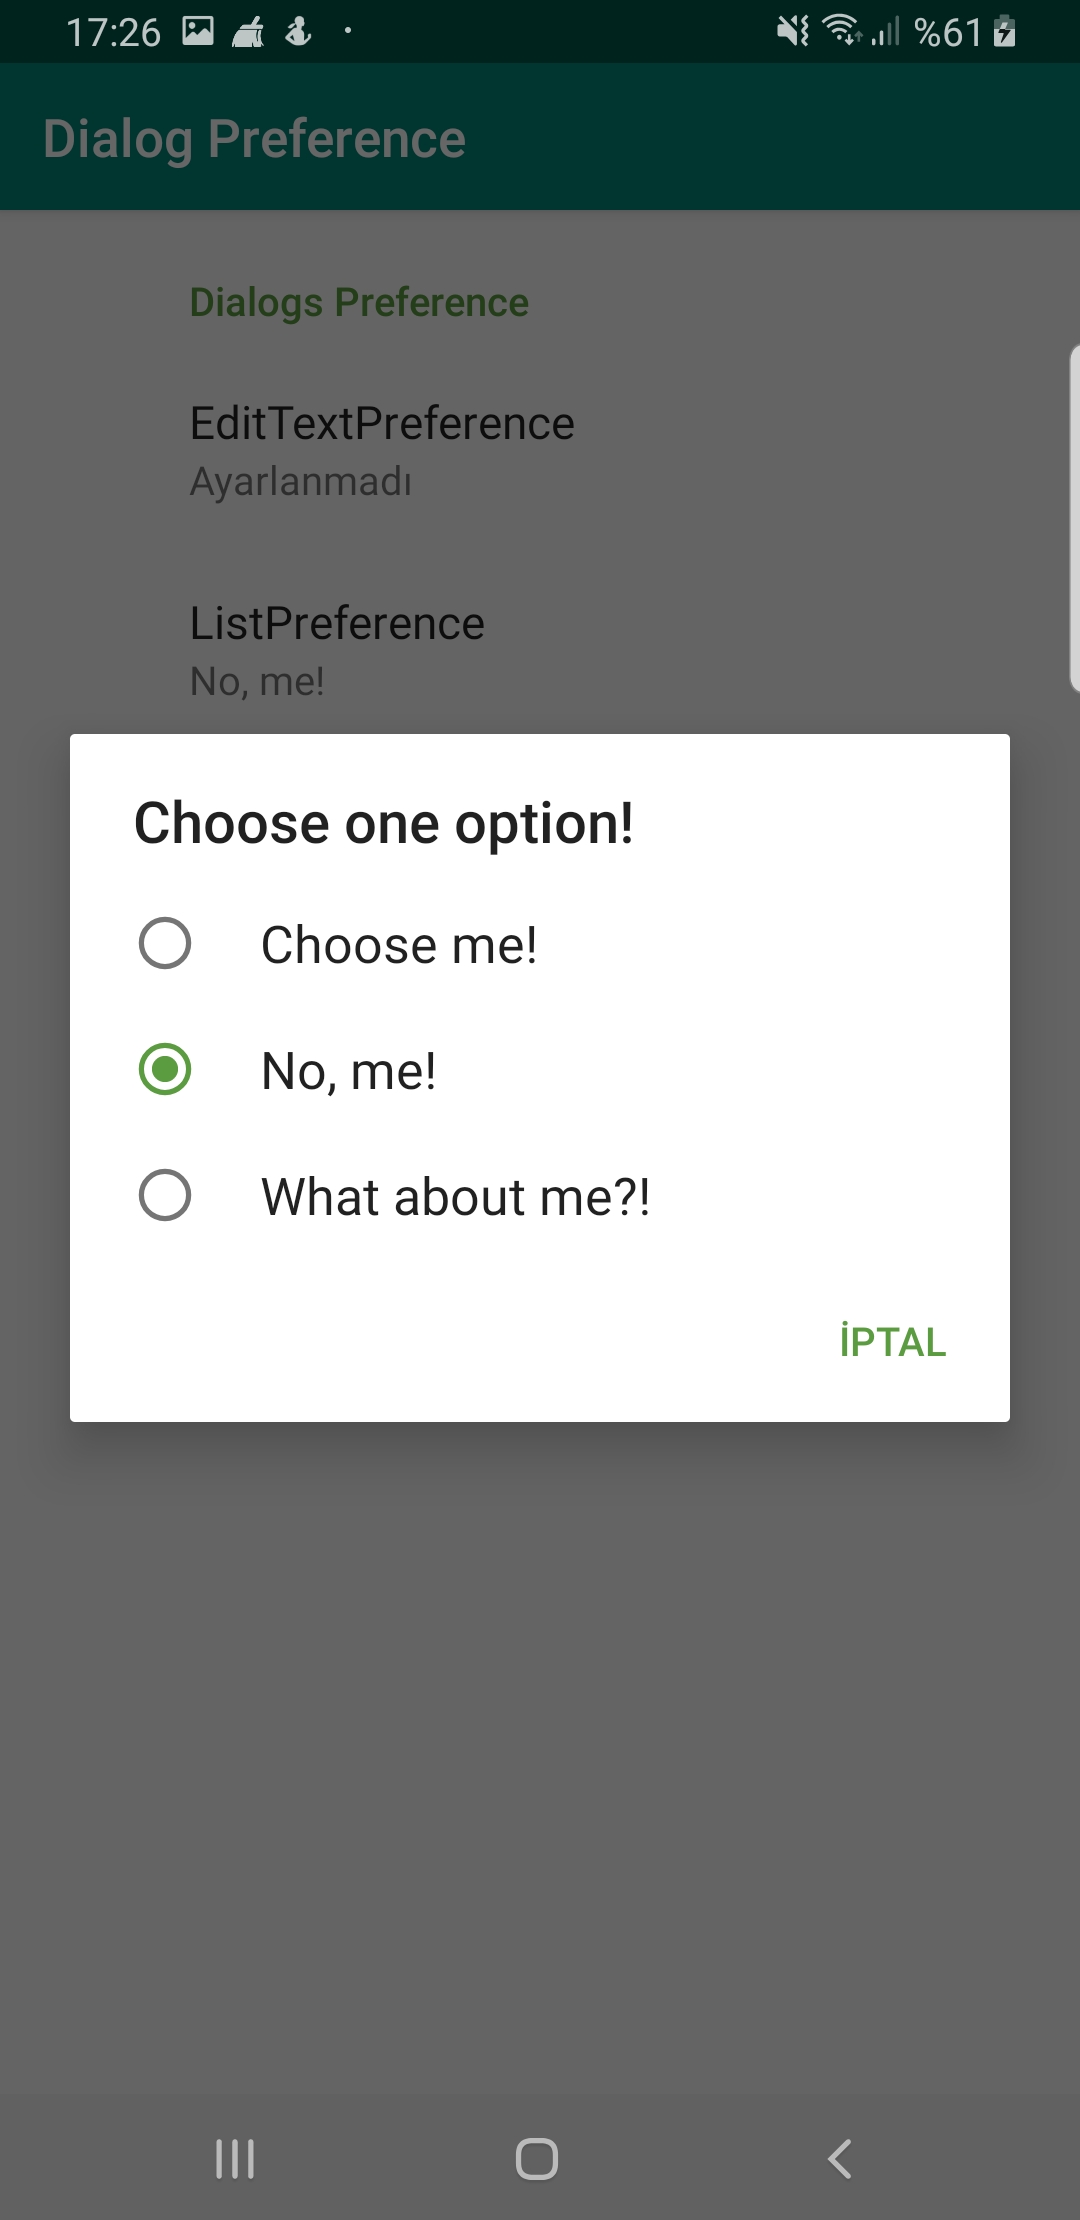 17:26 %61
Dialog Preference
Dialogs Preference
EditTextPreference
Ayarlanmadı
ListPreference
No, me!
Choose one option!
Choose me!
No, me!
What about me?!
İPTAL